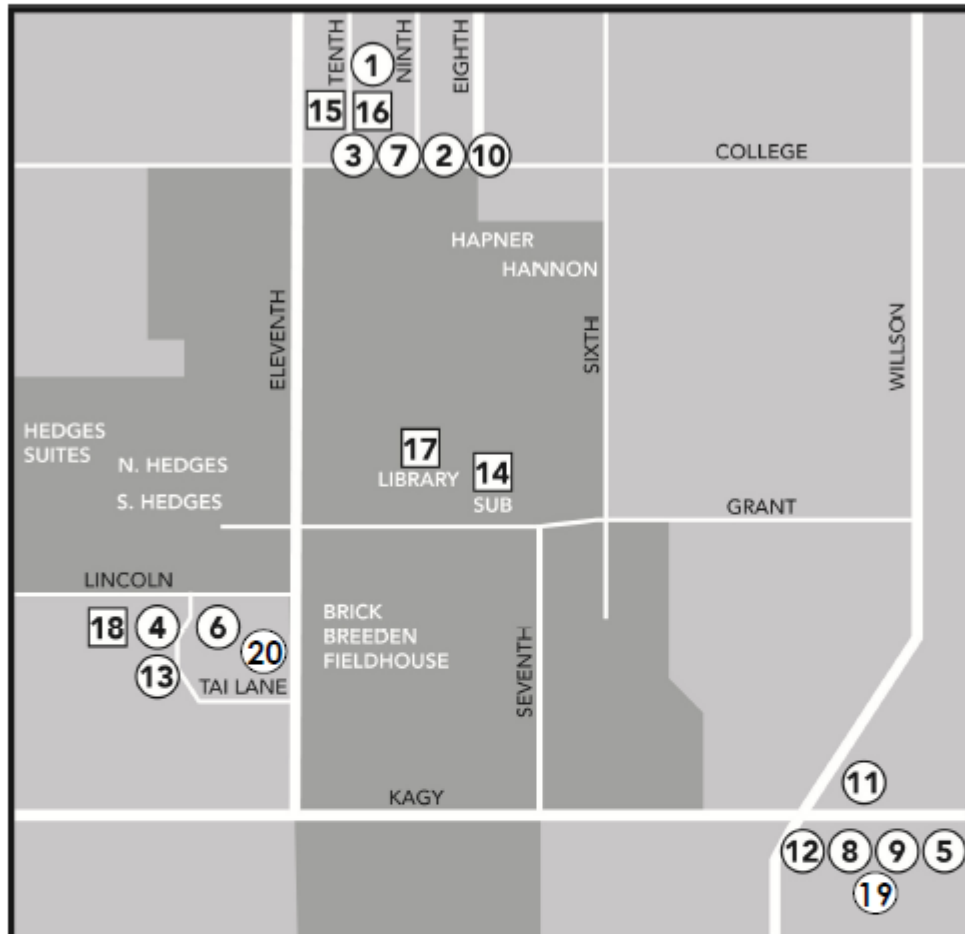 TENTH
NINTH
EIGHTH
1
15
16
3
7
2
10
COLLEGE
HAPNER
HANNON
ELEVENTH
SIXTH
WILLSON
HEDGES
SUITES
N. HEDGES
S. HEDGES
17
LIBRARY
14
SUB
GRANT
LINCOLN
18
4
6
20
13
TAI LANE
BRICK
BREEDEN
FIELDHOUSE
SEVENTH
KAGY
11
12
8
9
5
19